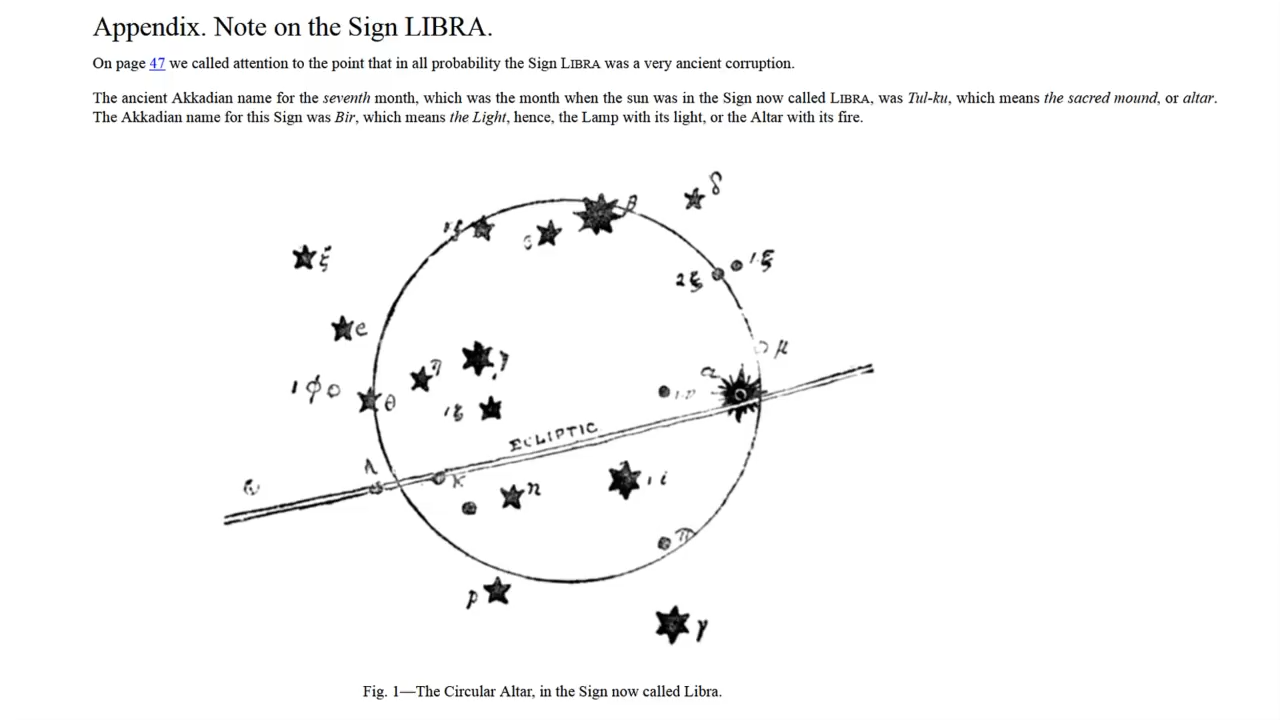 Appendix. Note on the Sign LIBRA.
On page 47 we called attention to the point that in all probability the Sign LIBRA was a very ancient corruption.
The ancient Akkadian name for the seventh month, which was the month when the sun was in the Sign now called LIBRA, was Tul-ku, which means the sacred mound, or altar.
The Akkadian name for this Sign was Bir, which means the Light, hence, the Lamp with its light, or the Altar with its fire.
δ
β
ξ
1ξ
2ξ
e
μ
η
α
1 φ ο
θ
ECLIPTIC
Λ
κ
n
ι i
π
p
γ
Fig. 1—The Circular Altar, in the Sign now called Libra.